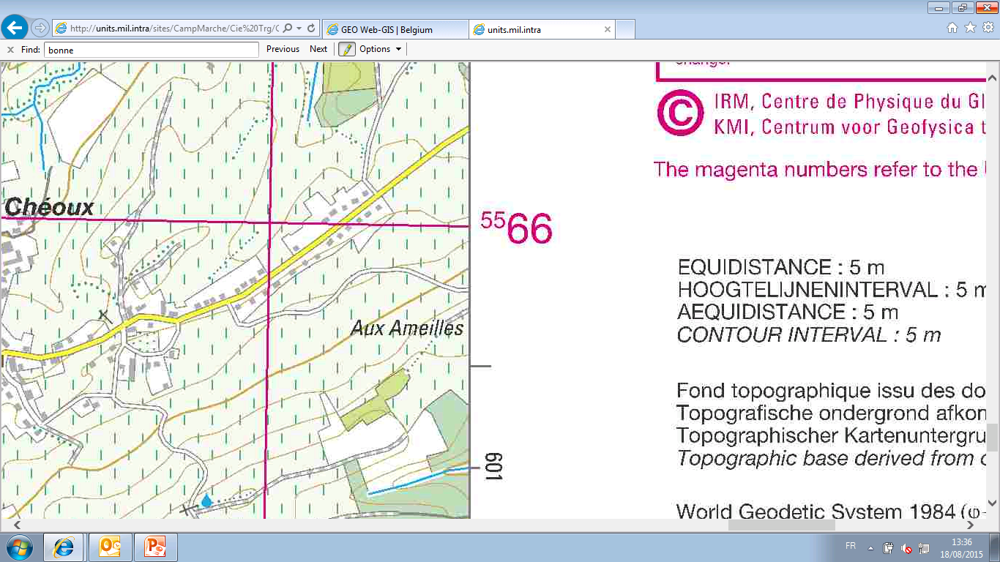 http://units.mil.intra/sites/CampMarche/Cie%20Trg/
GEO Web-GIS | Belgium
units.mil.intra
x Find: bonne Previous Next Options
IRM, Centre de Physique du Gl
KMI, Centrum voor Geofysica t
The magenta numbers refer to the
Chéoux
5566
EQUIDISTANCE : 5 m
HOOGTELIJNENINTERVAL : 5 m
AEQUIDISTANCE : 5 m
CONTOUR INTERVAL : 5 m
Aux Ameilles
Fond topographique issu des do
Topografische ondergrond afkon
Topographischer Kartenuntergru
Topographic base derived from
601
World Geodetic System 1984 (φ-
FR
13:36
18/08/2015